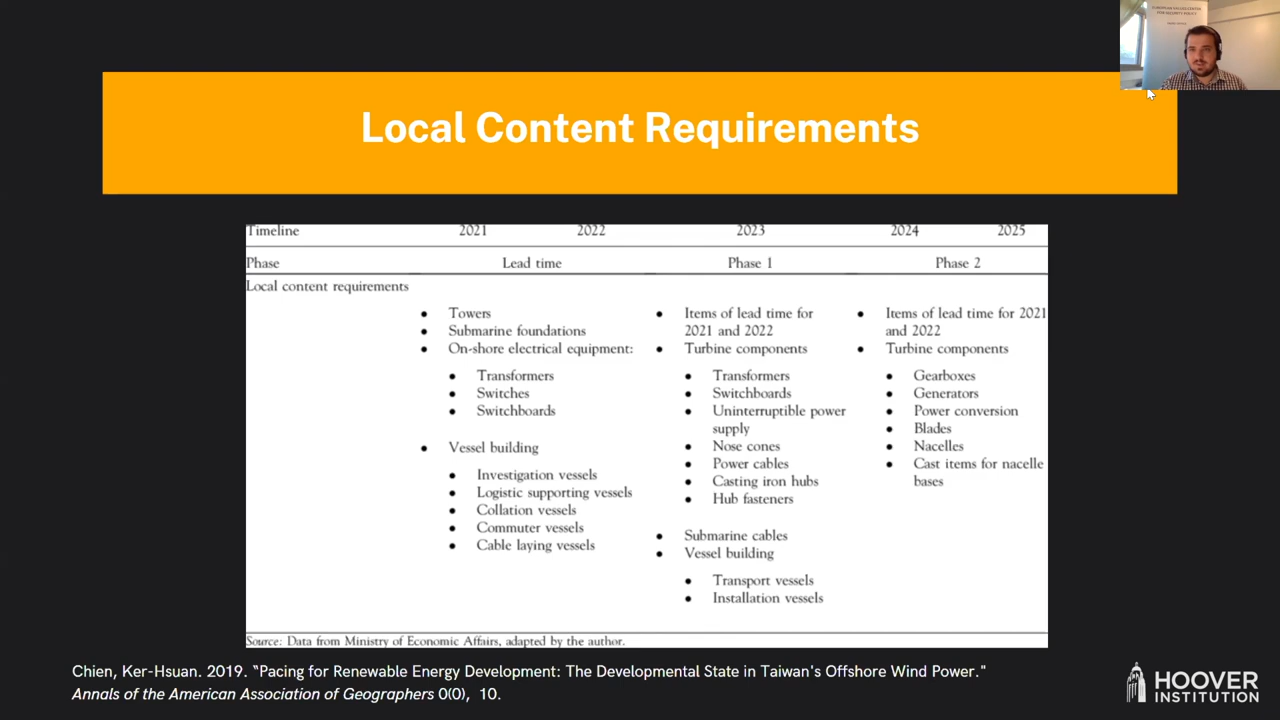 EUROPEAN VALUES CENTER
FOR SECURITY POLICY
Local Content Requirements
Timeline 2021 2022 2023 2024 2025
Phase Lead time Phase 1 Phase 2
Local content requirements
• Towers
• Submarine foundations
• On-shore electrical equipment:
• Transformers
• Switches
• Switchboards
• Vessel building
• Investigation vessels
• Logistic supporting vessels
• Collation vessels
• Commuter vessels
• Cable laying vessels
• Items of lead time for
2021 and 2022
• Turbine components
• Transformers
• Switchboards
• Uninterruptible power
supply
• Nose cones
• Power cables
• Casting iron hubs
• Hub fasteners
• Submarine cables
• Vessel building
• Transport vessels
• Installation vessels
• Items of lead time for 2021
and 2022
• Turbine components
• Gearboxes
• Generators
• Power conversion
• Blades
• Nacelles
• Cast items for nacelle
bases
Source: Data from Ministry of Economic Affairs, adapted by the author.
Chien, Ker-Hsuan. 2019. "Pacing for Renewable Energy Development: The Developmental State in Taiwan's Offshore Wind Power."
Annals of the American Association of Geographers 0(0), 10.
HOOVER
INSTITUTION